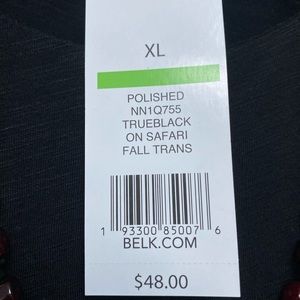 XL
POLISHED
NN1Q755
TRUEBLACK
ON SAFARI
FALL TRANS
1 93300 85007 6
BELK.COM
$48.00